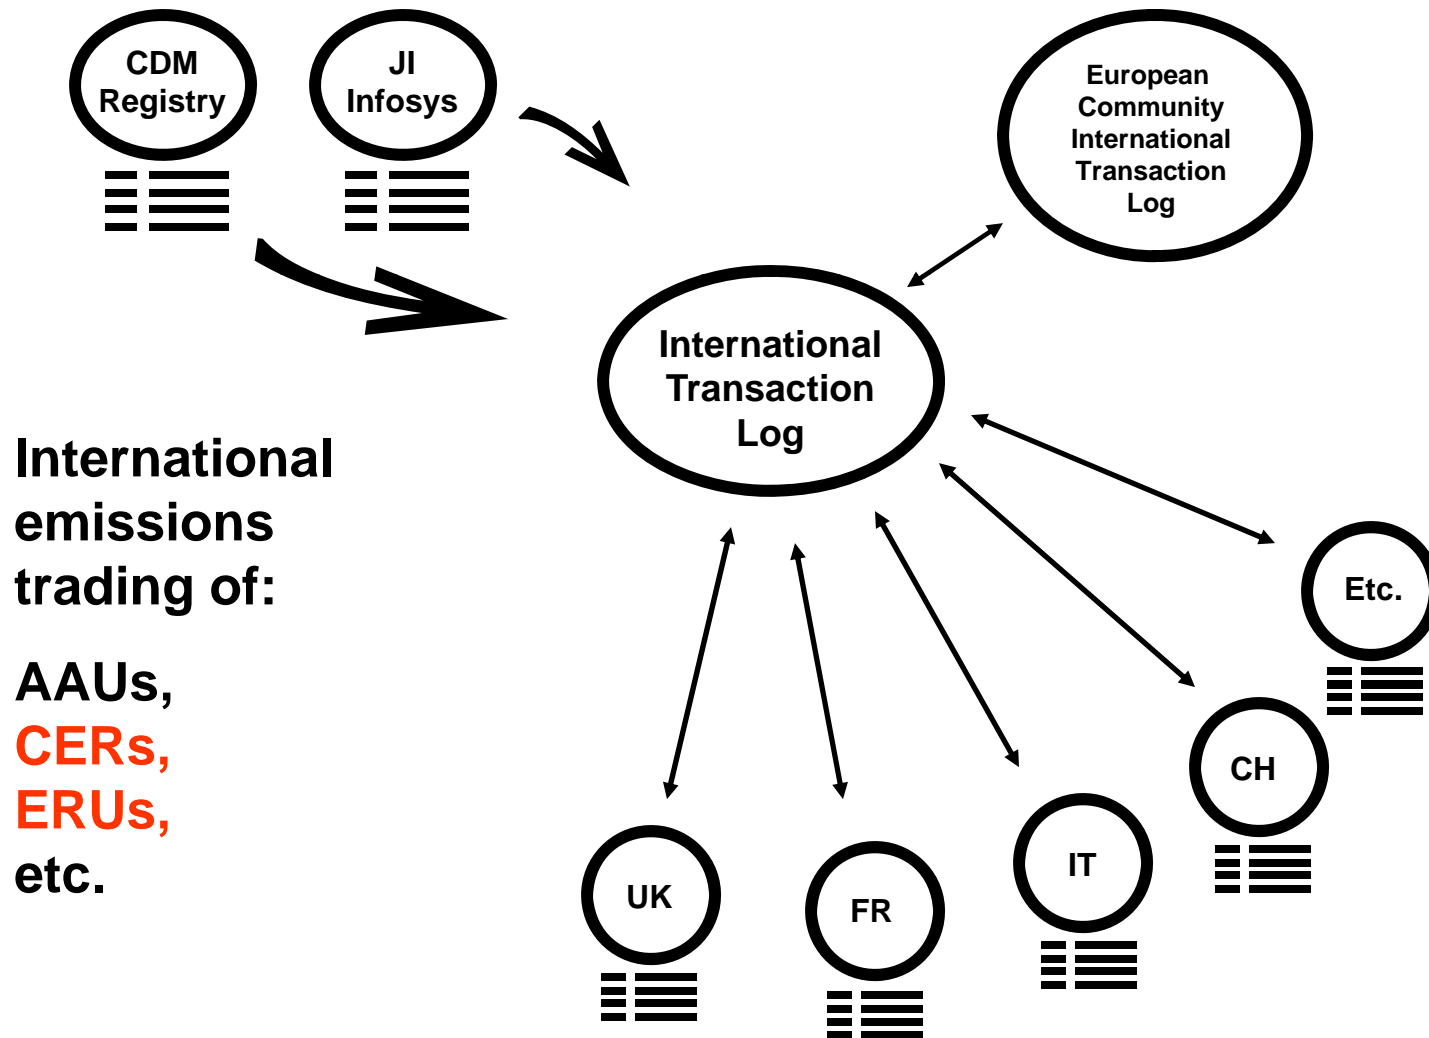 CDM
Registry
JI
Infosys
European
Community
International
Transaction
Log
International
Transaction
Log
International
emissions
trading of:
AAUs,
CERs,
ERUs,
etc.
Etc.
CH
IT
UK
FR